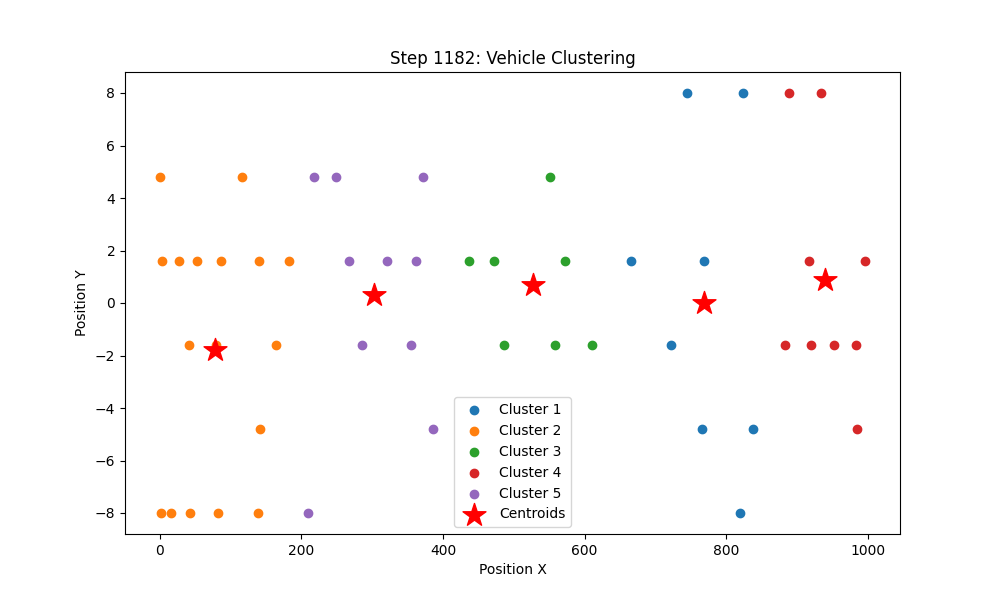 Step 1182: Vehicle Clustering
Position Y
8
6
4
2
0
−2
−4
−6
−8
Cluster 1
Cluster 2
Cluster 3
Cluster 4
Cluster 5
Centroids
0 200 400 600 800 1000
Position X